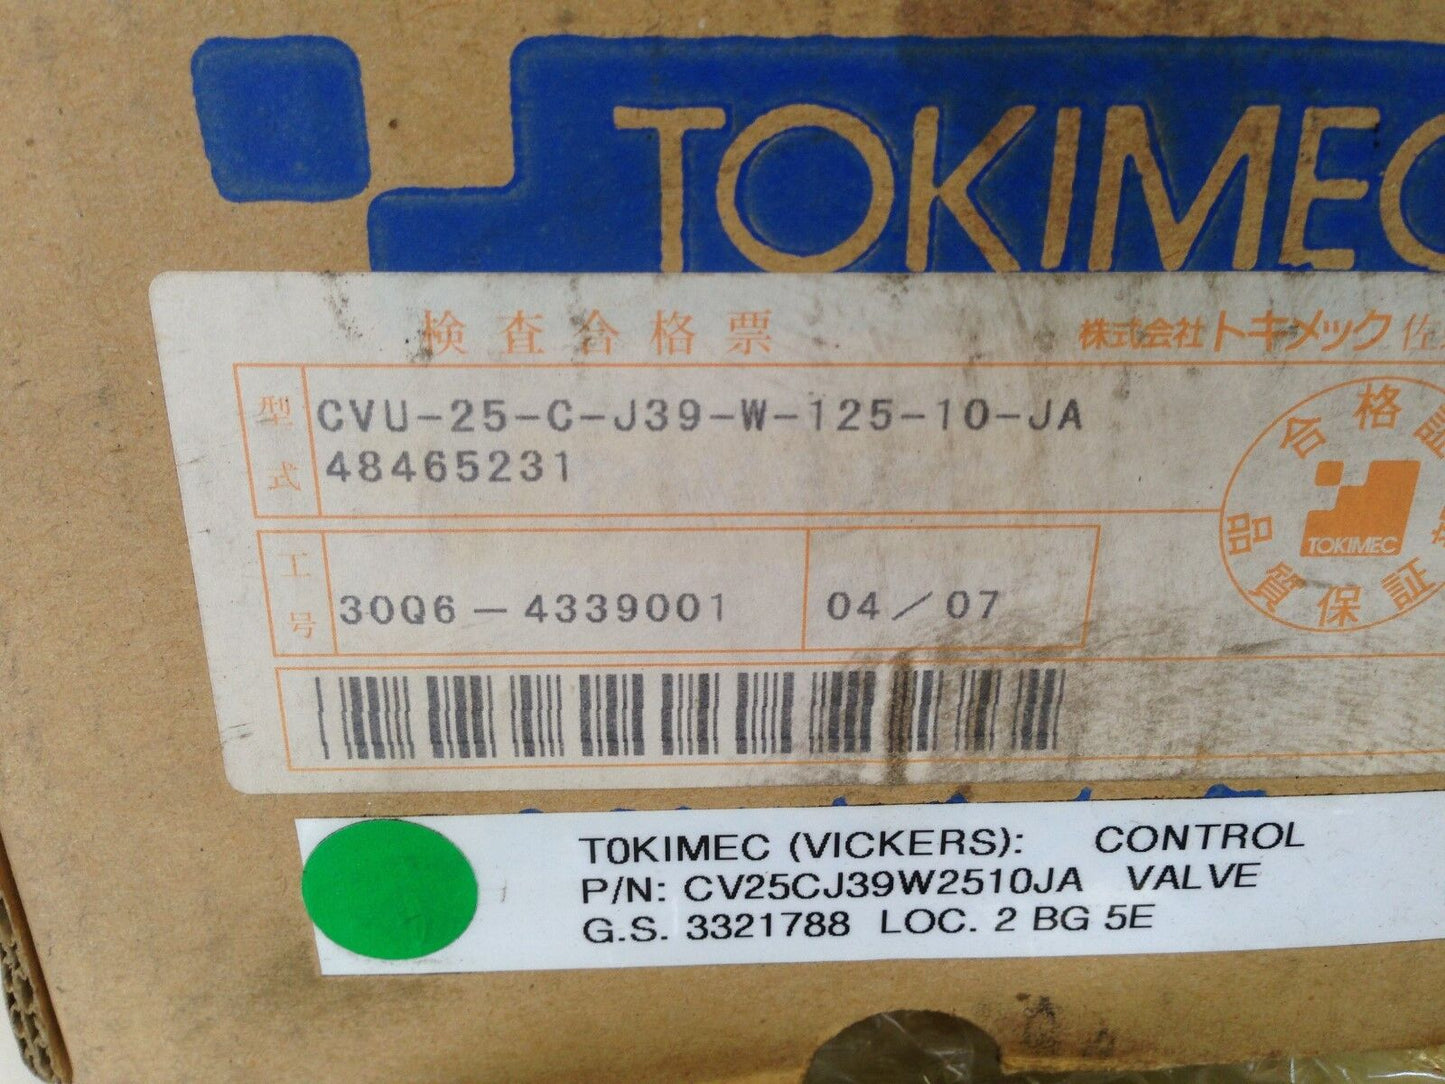 TOKIMEC
検査合格票
株式会社トキメック佐
型式
CVU-25-C-J39-W-125-10-JA
48465231
合格証
品質保証
TOKIMEC
工号
30Q6-4339001
04/07
TOKIMEC (VICKERS): CONTROL
P/N: CV25CJ39W2510JA VALVE
G.S. 3321788 LOC. 2 BG 5E